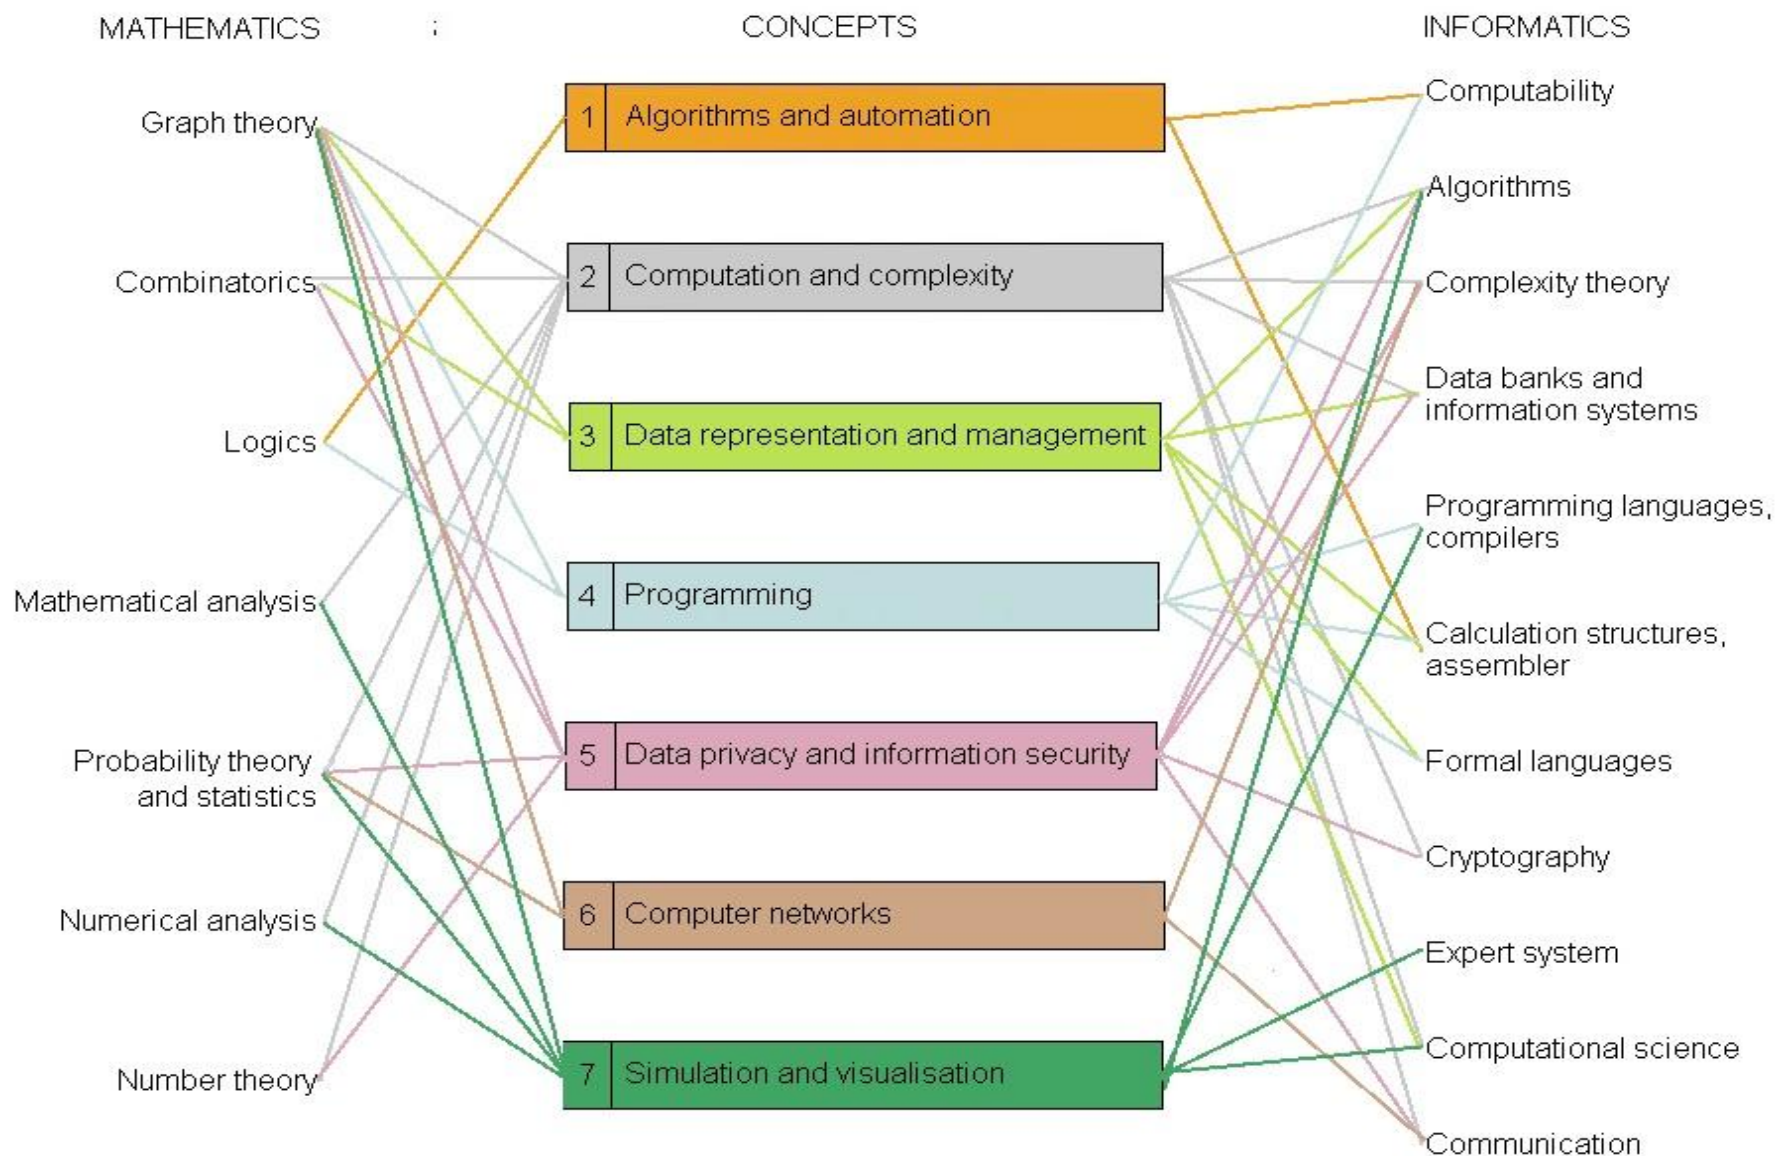 MATHEMATICS
;
CONCEPTS
INFORMATICS
Graph theory
Combinatorics
Logics
Mathematical analysis
Probability theory
and statistics
Numerical analysis
Number theory
1 Algorithms and automation
2 Computation and complexity
3 Data representation and management
4 Programming
5 Data privacy and information security
6 Computer networks
7 Simulation and visualisation
Computability
Algorithms
Complexity theory
Data banks and
information systems
Programming languages,
compilers
Calculation structures,
assembler
Formal languages
Cryptography
Expert system
Computational science
Communication